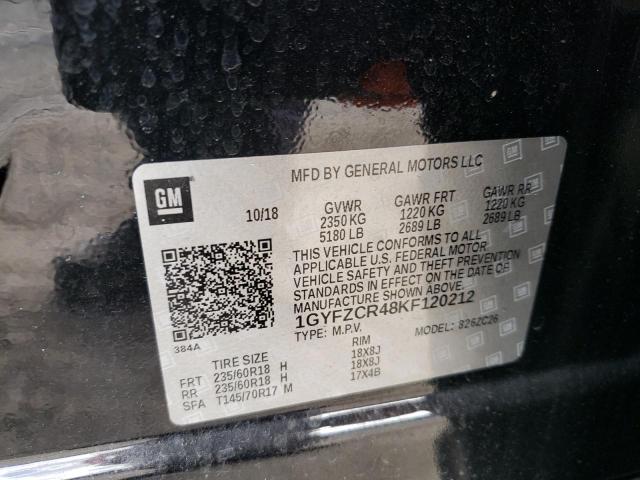 MFD BY GENERAL MOTORS LLC
GM
10/18
GVWR GAWR FRT GAWR RR
2350 KG 1220 KG 1220 KG
5180 LB 2689 LB 2689 LB
THIS VEHICLE CONFORMS TO ALL
APPLICABLE U.S. FEDERAL MOTOR
VEHICLE SAFETY AND THEFT PREVENTION
STANDARDS IN EFFECT ON THE DATE OF
MANUFACTURE SHOWN ABOVE.
1GYFZCR48KF120212
TYPE: M.P.V. MODEL: 826ZC26
384A
TIRE SIZE RIM
FRT 235/60R18 H 18X8J
RR 235/60R18 H 18X8J
SFA T145/70R17 M 17X4B